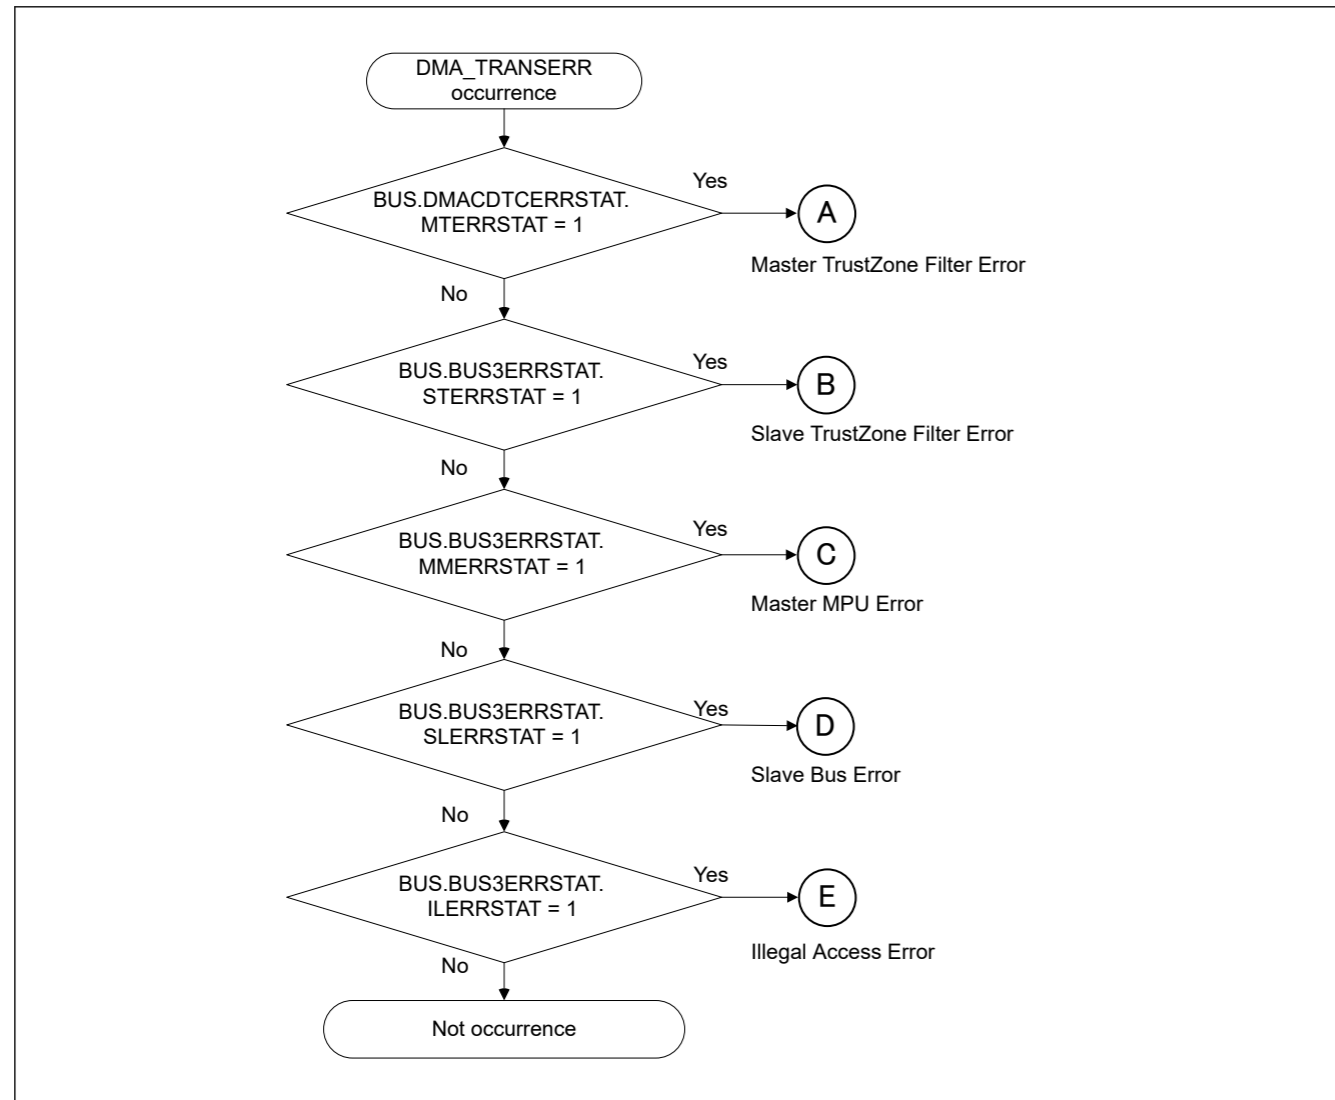 DMA_TRANSERR
occurrence
BUS.DMACDTCERRSTAT.
MTERRSTAT = 1
Yes
A
Master TrustZone Filter Error
No
BUS.BUS3ERRSTAT.
STERRSTAT = 1
Yes
B
Slave TrustZone Filter Error
No
BUS.BUS3ERRSTAT.
MMERRSTAT = 1
Yes
C
Master MPU Error
No
BUS.BUS3ERRSTAT.
SLERRSTAT = 1
Yes
D
Slave Bus Error
No
BUS.BUS3ERRSTAT.
ILERRSTAT = 1
Yes
E
Illegal Access Error
No
Not occurrence